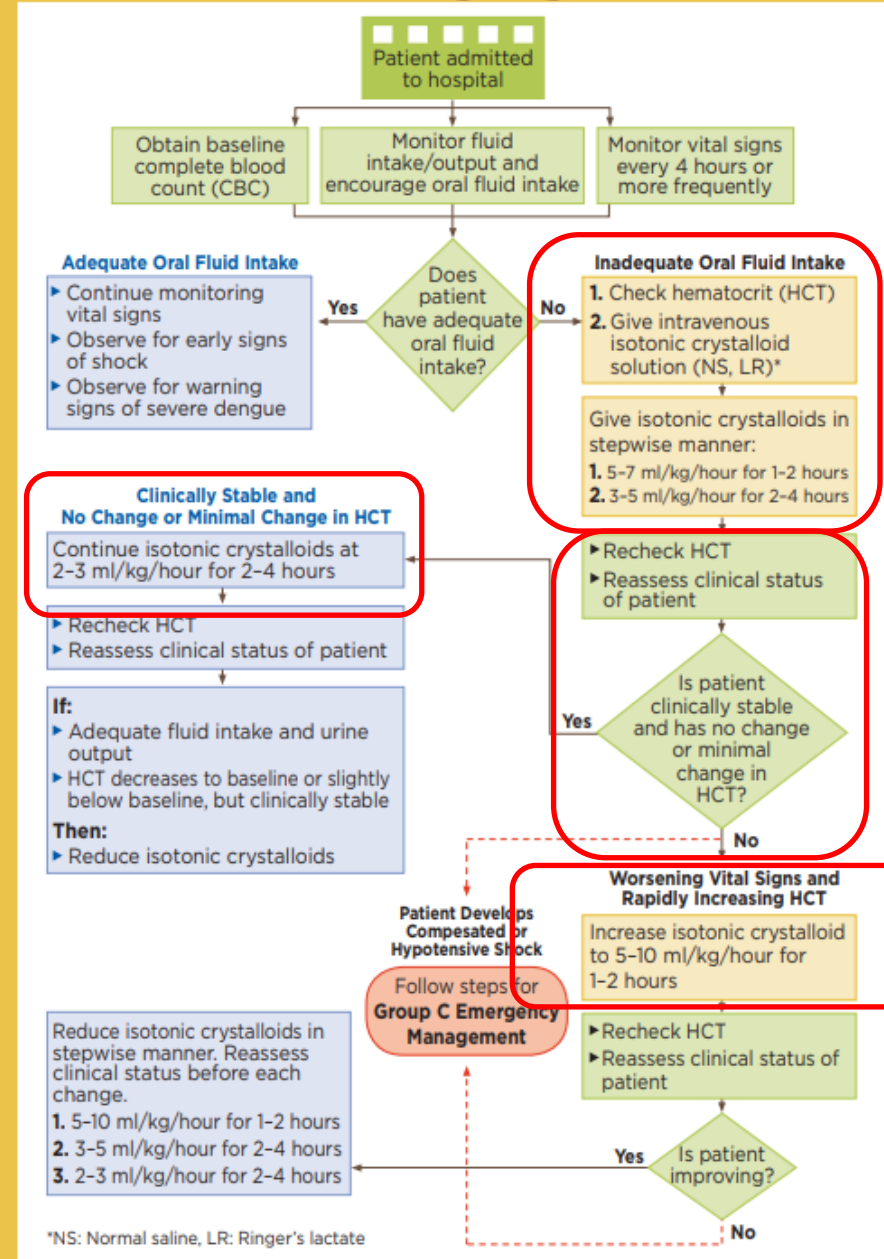 Patient admitted
to hospital
Obtain baseline
complete blood
count (CBC)
Monitor fluid
intake/output and
encourage oral fluid intake
Monitor vital signs
every 4 hours or
more frequently
Does
patient
have adequate
oral fluid
intake?
Yes
No
Adequate Oral Fluid Intake
▸ Continue monitoring
vital signs
▸ Observe for early signs
of shock
▸ Observe for warning
signs of severe dengue
Inadequate Oral Fluid Intake
1. Check hematocrit (HCT)
2. Give intravenous
isotonic crystalloid
solution (NS, LR)*
Give isotonic crystalloids in
stepwise manner:
1. 5–7 ml/kg/hour for 1–2 hours
2. 3–5 ml/kg/hour for 2–4 hours
▸ Recheck HCT
▸ Reassess clinical status
of patient
Is patient
clinically stable
and has no change
or minimal
change in
HCT?
Yes
No
Clinically Stable and
No Change or Minimal Change in HCT
Continue isotonic crystalloids at
2–3 ml/kg/hour for 2–4 hours
▸ Recheck HCT
▸ Reassess clinical status of patient
If:
▸ Adequate fluid intake and urine
output
▸ HCT decreases to baseline or slightly
below baseline, but clinically stable
Then:
▸ Reduce isotonic crystalloids
Worsening Vital Signs and
Rapidly Increasing HCT
Increase isotonic crystalloid
to 5–10 ml/kg/hour for
1–2 hours
Patient Develops
Compesated or
Hypotensive Shock
Follow steps for
Group C Emergency
Management
▸ Recheck HCT
▸ Reassess clinical status of
patient
Is patient
improving?
Yes
No
Reduce isotonic crystalloids in
stepwise manner. Reassess
clinical status before each
change.
1. 5–10 ml/kg/hour for 1–2 hours
2. 3–5 ml/kg/hour for 2–4 hours
3. 2–3 ml/kg/hour for 2–4 hours
*NS: Normal saline, LR: Ringer's lactate